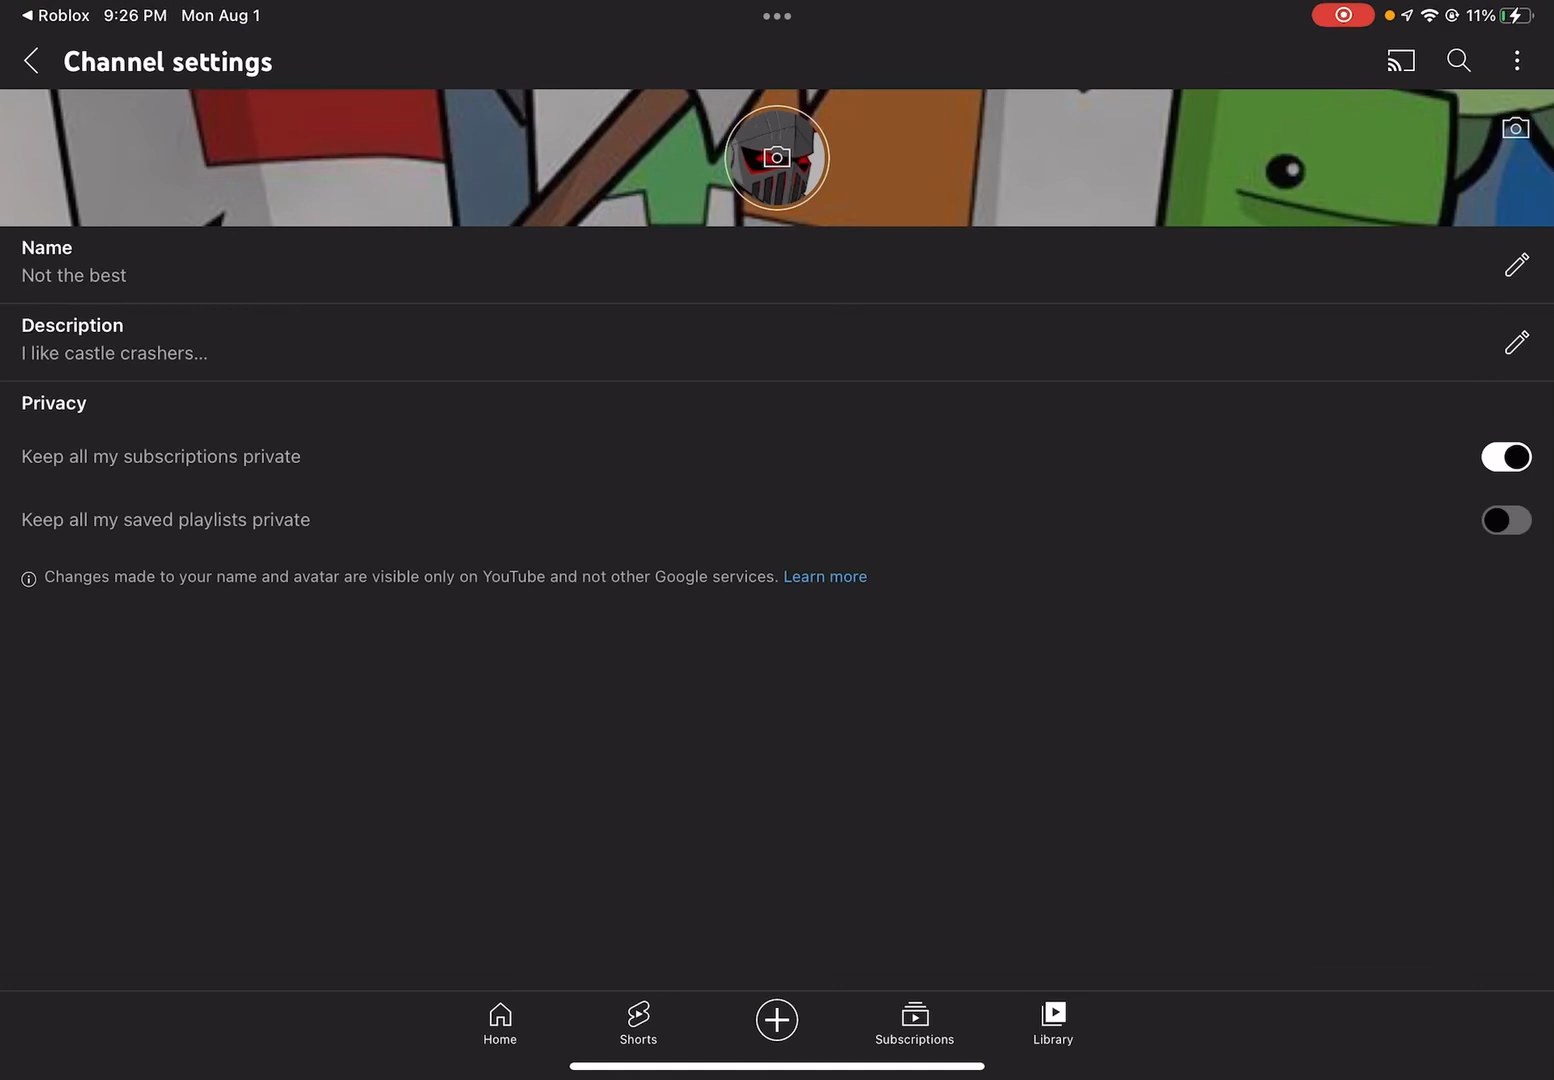 ◀ Roblox 9:26 PM Mon Aug 1 11%
Channel settings
Name
Not the best
Description
I like castle crashers...
Privacy
Keep all my subscriptions private
Keep all my saved playlists private
Changes made to your name and avatar are visible only on YouTube and not other Google services. Learn more
Home Shorts Subscriptions Library